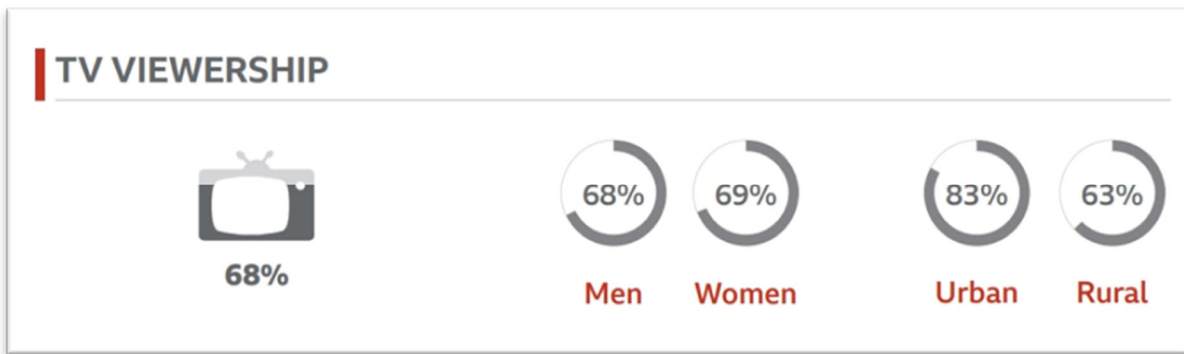 TV VIEWERSHIP
68%
68%
69%
83%
63%
Men
Women
Urban
Rural